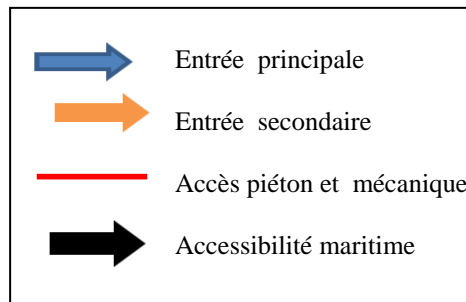 Entrée principale
Entrée secondaire
Accès piéton et mécanique
Accessibilité maritime